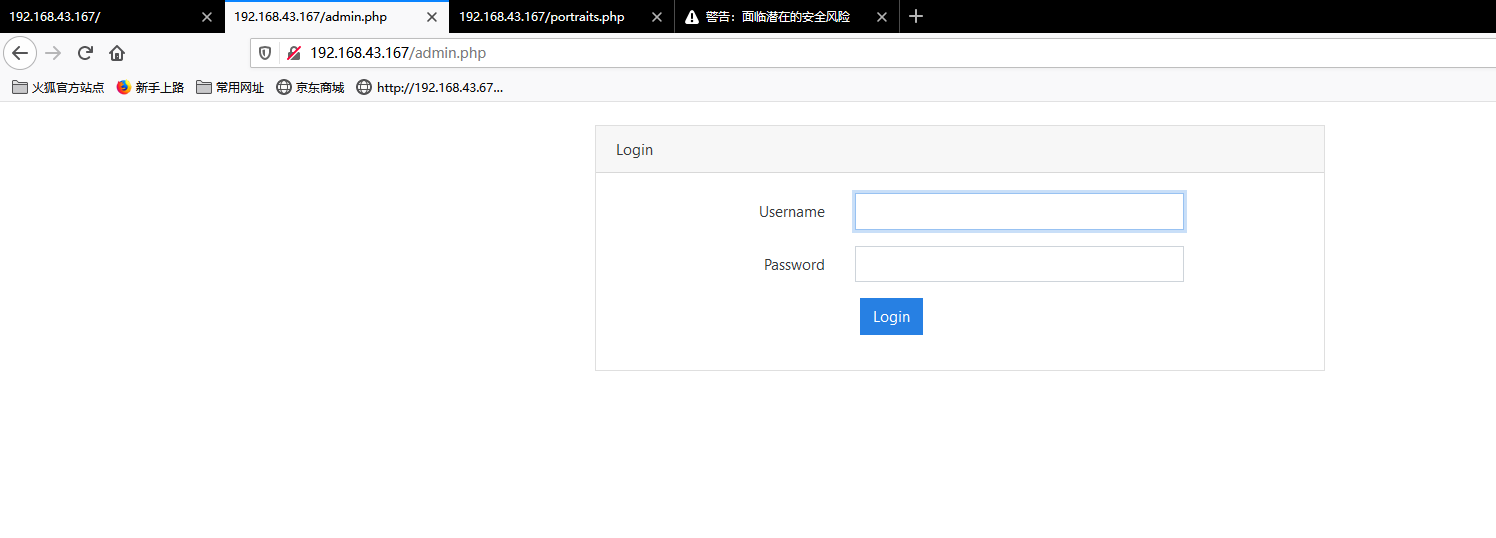 192.168.43.167/
192.168.43.167/admin.php
192.168.43.167/portraits.php
警告：面临潜在的安全风险
192.168.43.167/admin.php
火狐官方站点
新手上路
常用网址
京东商城
http://192.168.43.67...
Login
Username
Password
Login